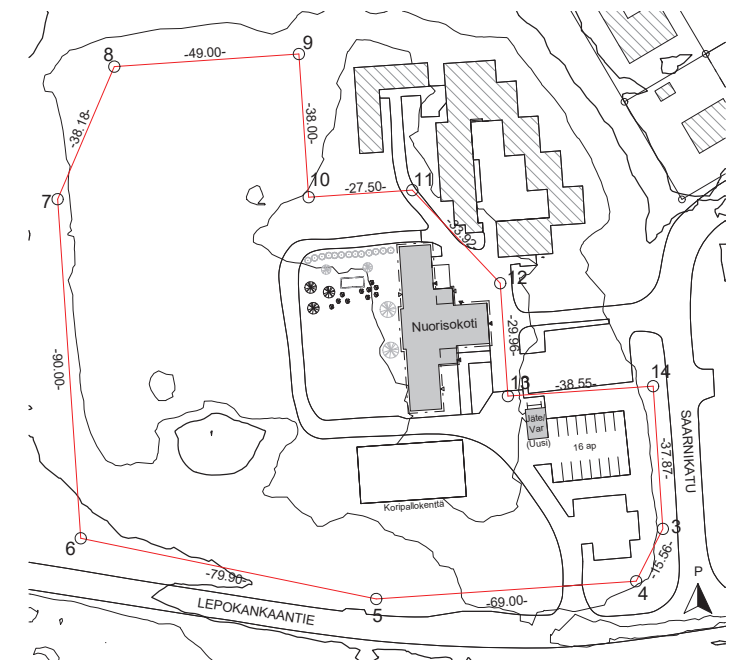 9
-49.00-
8
-38.18-
-38.00-
7
10
-27.50-
11
-33.92-
12
Nuorisokoti
-29.96-
-90.00-
13
-38.55-
14
Jäte/
Var
(Uusi)
16 ap
SAARNIKATU
-37.87-
Koripallokenttä
3
6
-15.56-
-79.90-
P
4
LEPOKANKAANTIE
5
-69.00-